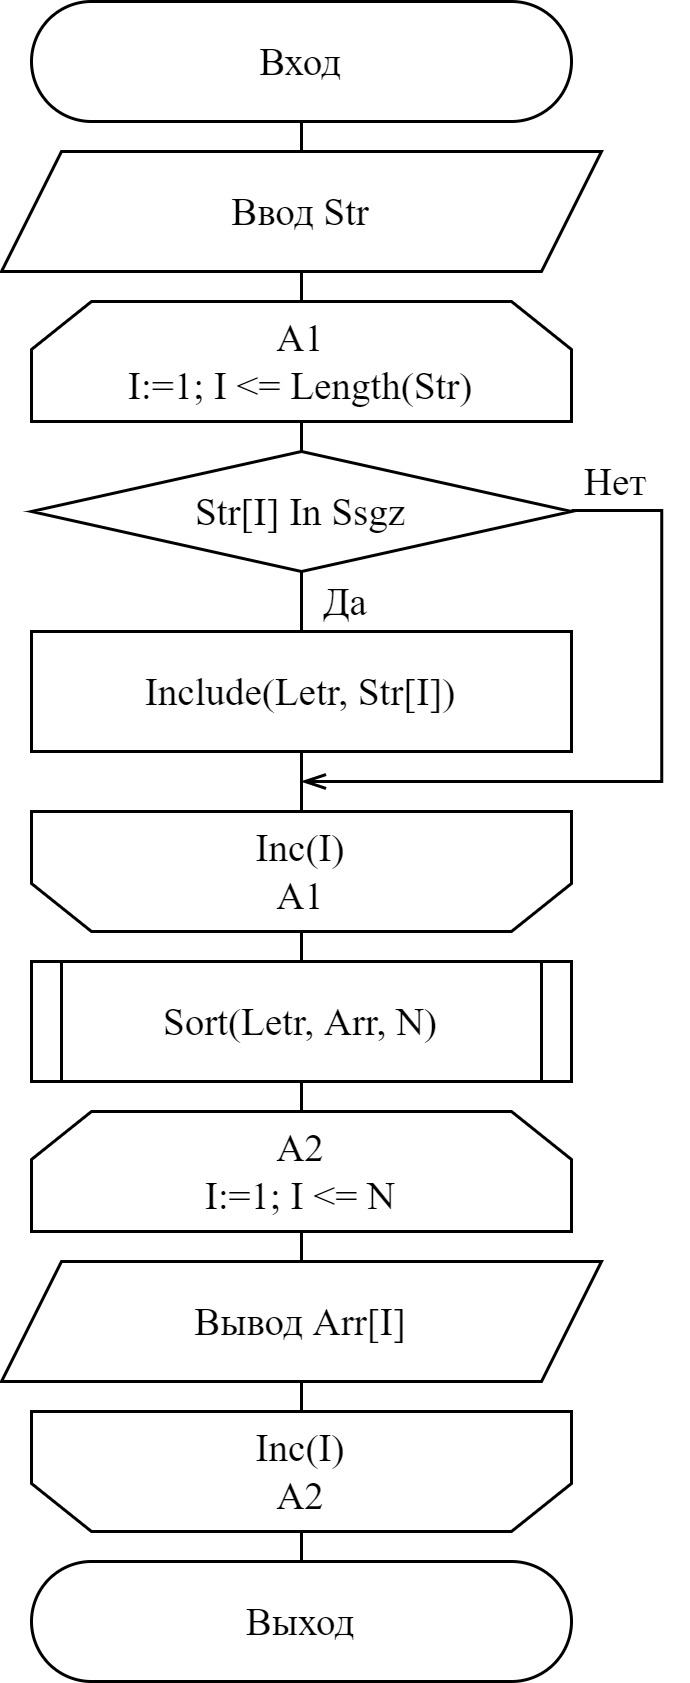 Вход
Ввод Str
A1
I:=1; I <= Length(Str)
Str[I] In Ssgz
Нет
Да
Include(Letr, Str[I])
Inc(I)
A1
Sort(Letr, Arr, N)
A2
I:=1; I <= N
Вывод Arr[I]
Inc(I)
A2
Выход